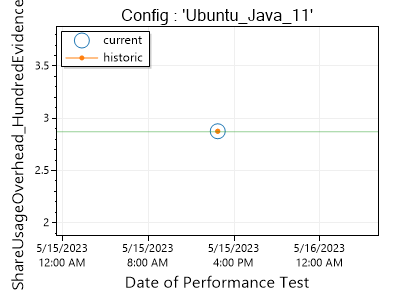 Config : 'Ubuntu_Java_11'
current
historic
ShareUsageOverhead_HundredEvidence
3.5
3
2.5
2
5/15/2023
12:00 AM
5/15/2023
8:00 AM
5/15/2023
4:00 PM
5/16/2023
12:00 AM
Date of Performance Test